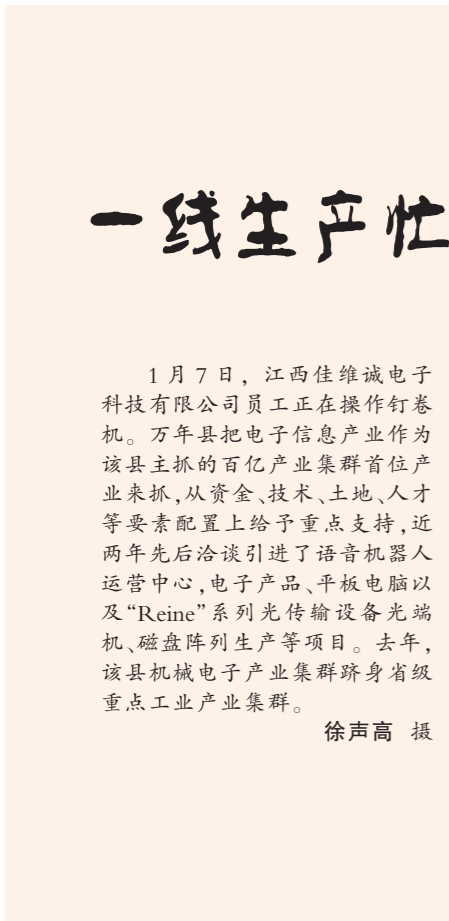 一线生产忙
1月7日，江西佳维诚电子
科技有限公司员工正在操作钉卷
机。万年县把电子信息产业作为
该县主抓的百亿产业集群首位产
业来抓,从资金、技术、土地、人才
等要素配置上给予重点支持,近
两年先后洽谈引进了语音机器人
运营中心,电子产品、平板电脑以
及“Reine”系列光传输设备光端
机、磁盘阵列生产等项目。去年,
该县机械电子产业集群跻身省级
重点工业产业集群。
徐声高 摄